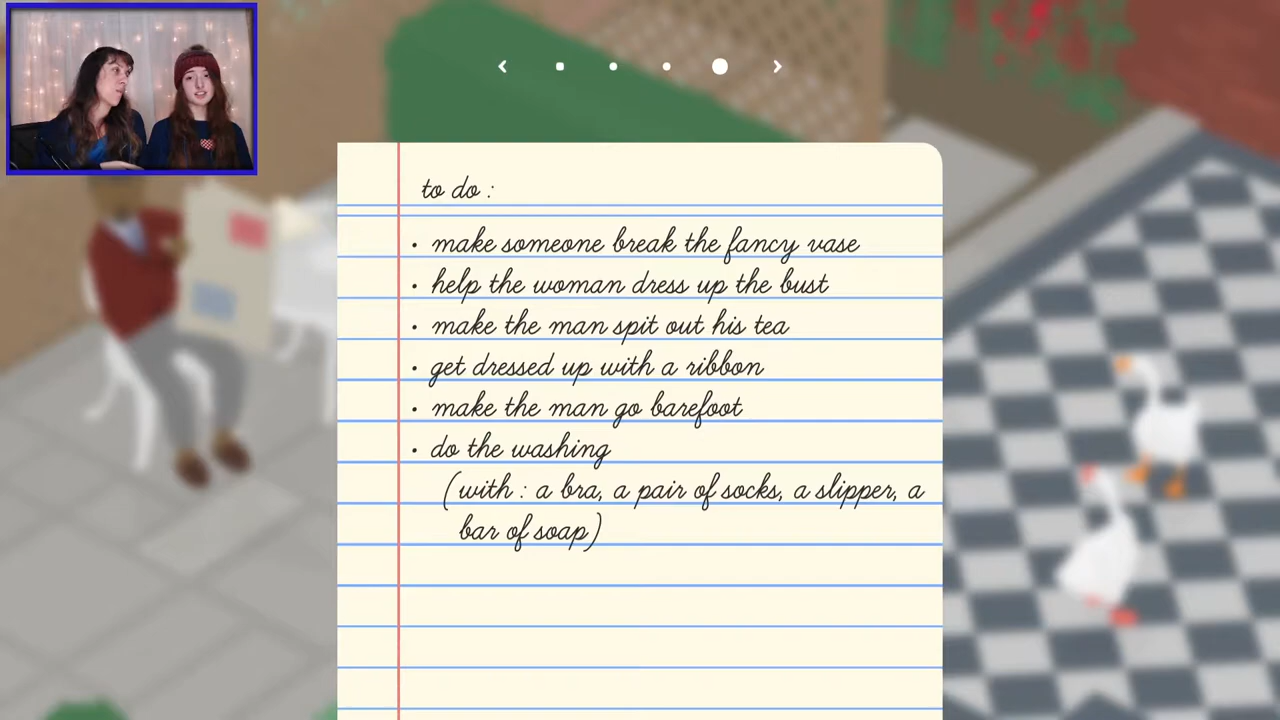 to do :
• make someone break the fancy vase
• help the woman dress up the bust
• make the man spit out his tea
• get dressed up with a ribbon
• make the man go barefoot
• do the washing
(with : a bra, a pair of socks, a slipper, a
bar of soap)